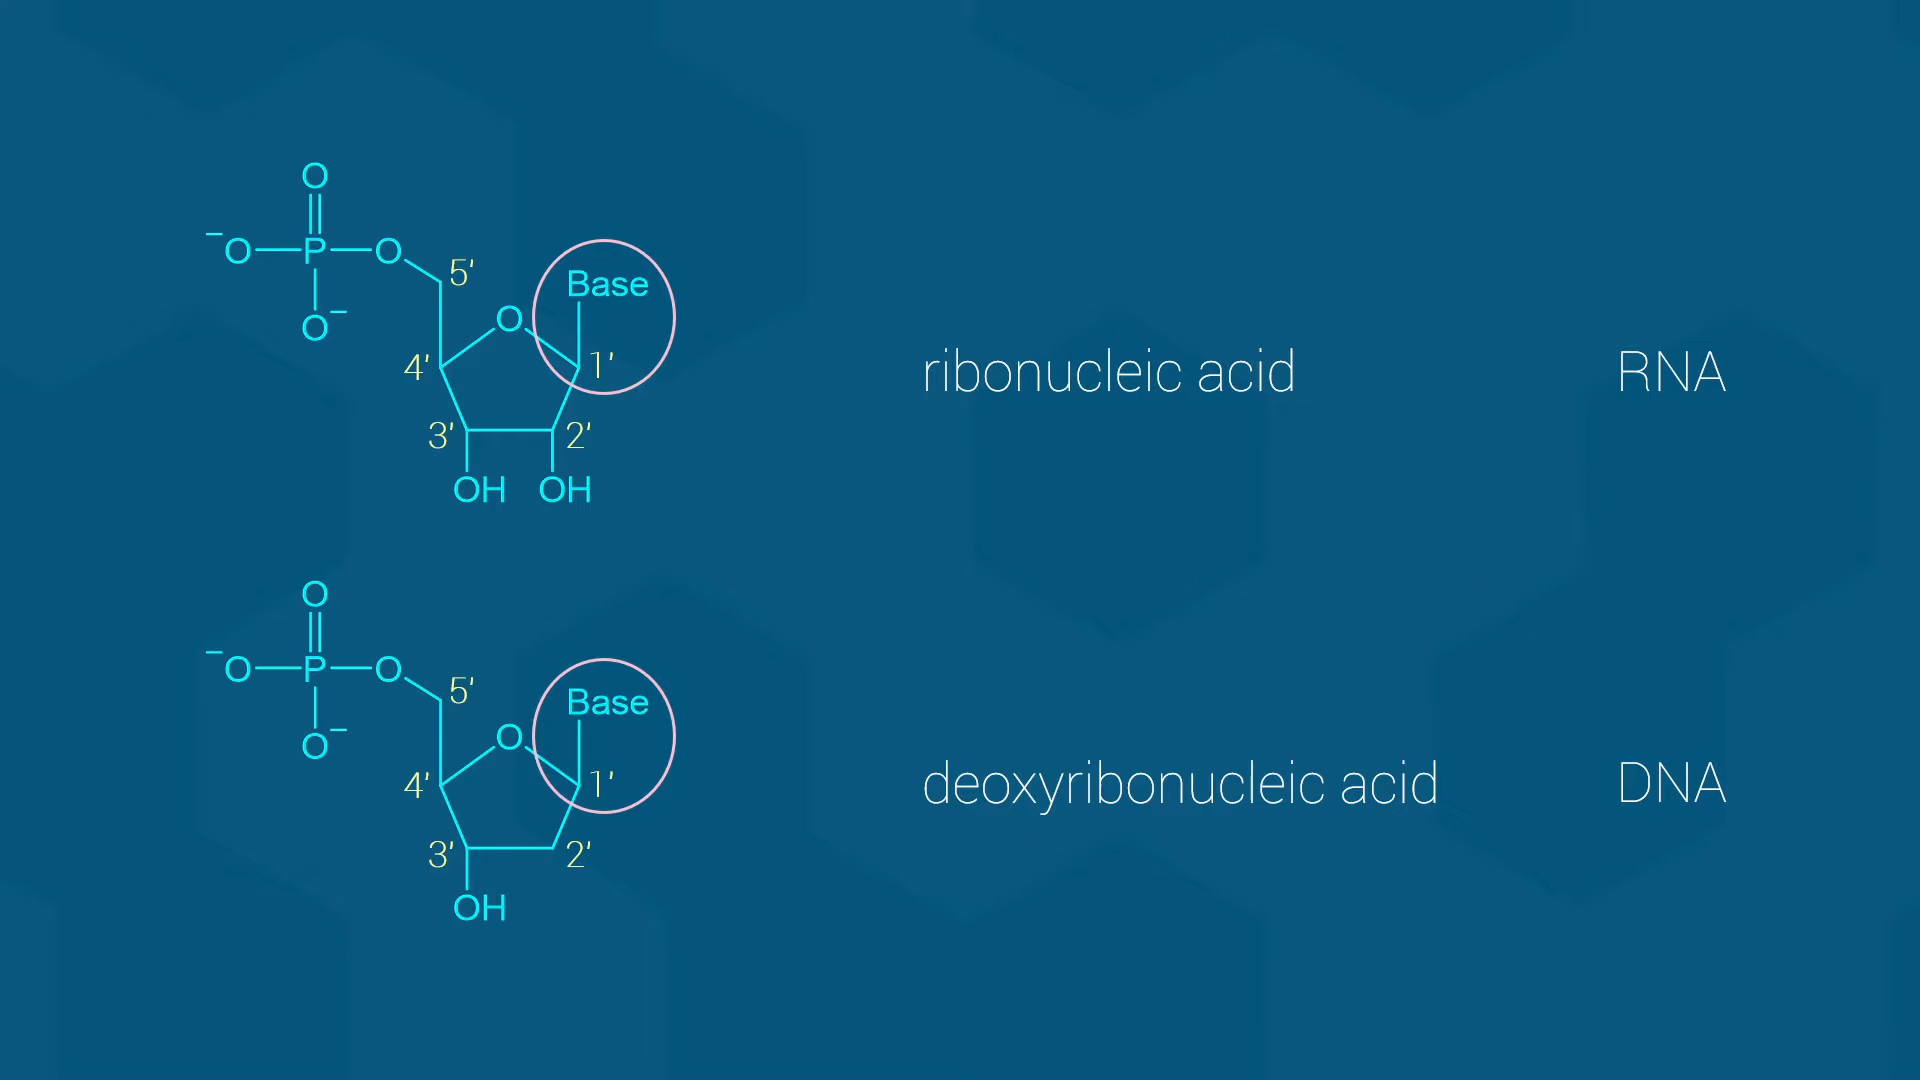 O
⁻O P O 5'
Base
O
O⁻
4' 1'
3' 2'
OH OH
ribonucleic acid RNA
O
⁻O P O 5'
Base
O
O⁻
4' 1'
3' 2'
OH
deoxyribonucleic acid DNA